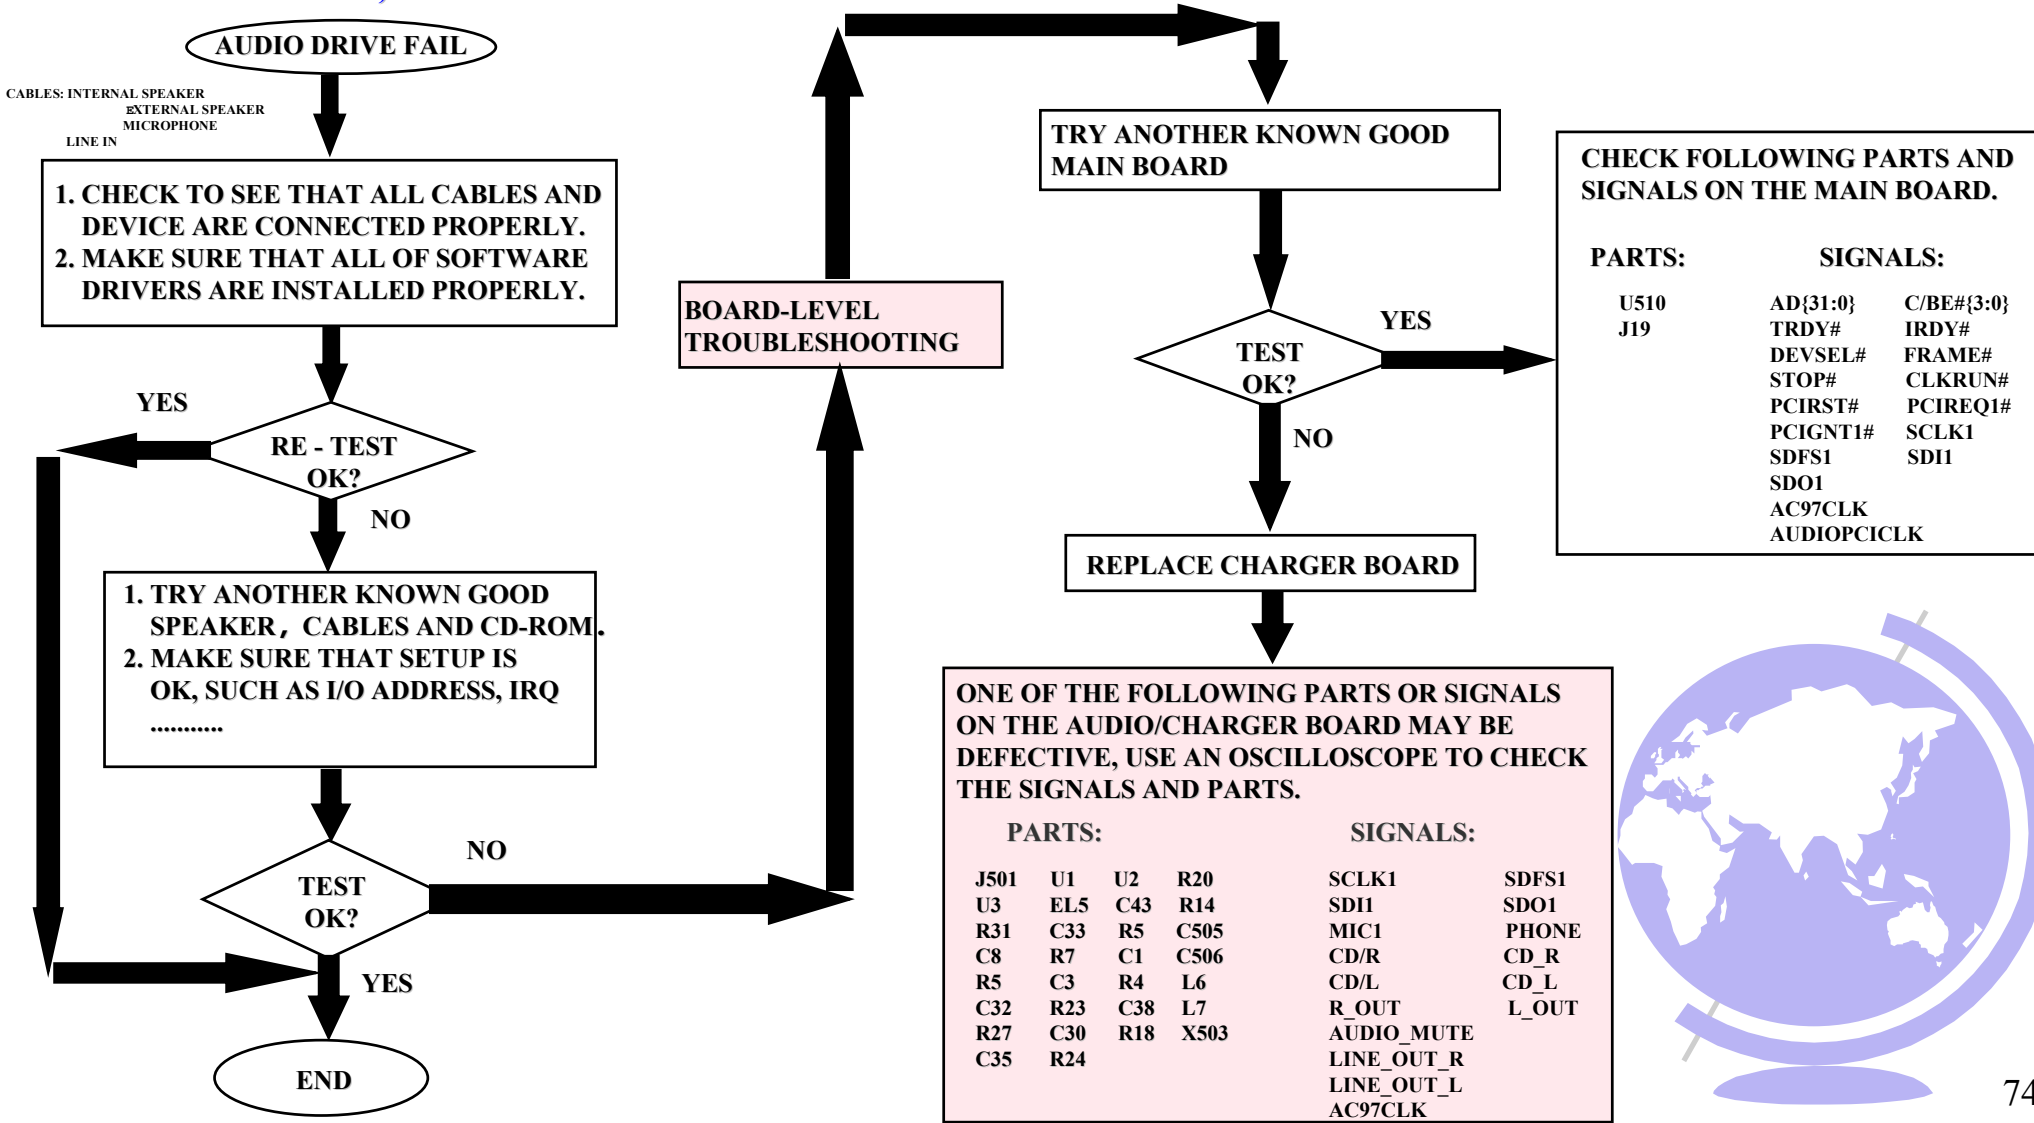 AUDIO DRIVE FAIL
CABLES: INTERNAL SPEAKER
EXTERNAL SPEAKER
MICROPHONE
LINE IN
1. CHECK TO SEE THAT ALL CABLES AND
DEVICE ARE CONNECTED PROPERLY.
2. MAKE SURE THAT ALL OF SOFTWARE
DRIVERS ARE INSTALLED PROPERLY.
YES
RE - TEST
OK?
NO
1. TRY ANOTHER KNOWN GOOD
SPEAKER, CABLES AND CD-ROM.
2. MAKE SURE THAT SETUP IS
OK, SUCH AS I/O ADDRESS, IRQ
...........
TEST
OK?
NO
YES
END
BOARD-LEVEL
TROUBLESHOOTING
TRY ANOTHER KNOWN GOOD
MAIN BOARD
TEST
OK?
YES
NO
REPLACE CHARGER BOARD
CHECK FOLLOWING PARTS AND
SIGNALS ON THE MAIN BOARD.
PARTS: SIGNALS:
U510 AD{31:0} C/BE#{3:0}
J19 TRDY# IRDY#
DEVSEL# FRAME#
STOP# CLKRUN#
PCIRST# PCIREQ1#
PCIGNT1# SCLK1
SDFS1 SDI1
SDO1
AC97CLK
AUDIOPCICLK
ONE OF THE FOLLOWING PARTS OR SIGNALS
ON THE AUDIO/CHARGER BOARD MAY BE
DEFECTIVE, USE AN OSCILLOSCOPE TO CHECK
THE SIGNALS AND PARTS.
PARTS: SIGNALS:
J501 U1 U2 R20 SCLK1 SDFS1
U3 EL5 C43 R14 SDI1 SDO1
R31 C33 R5 C505 MIC1 PHONE
C8 R7 C1 C506 CD/R CD_R
R5 C3 R4 L6 CD/L CD_L
C32 R23 C38 L7 R_OUT L_OUT
R27 C30 R18 X503 AUDIO_MUTE
C35 R24 LINE_OUT_R
LINE_OUT_L
AC97CLK
74